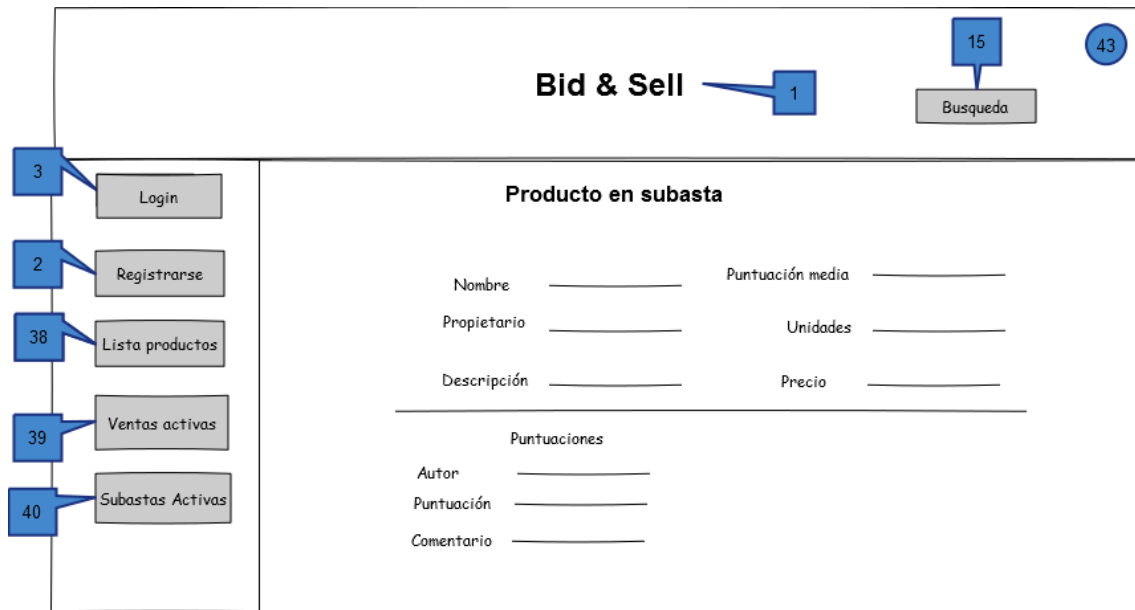 15
43
Bid & Sell
1
Busqueda
3
Login
2
Registrarse
38
Lista productos
39
Ventas activas
40
Subastas Activas
Producto en subasta
Nombre
Puntuación media
Propietario
Unidades
Descripción
Precio
Puntuaciones
Autor
Puntuación
Comentario